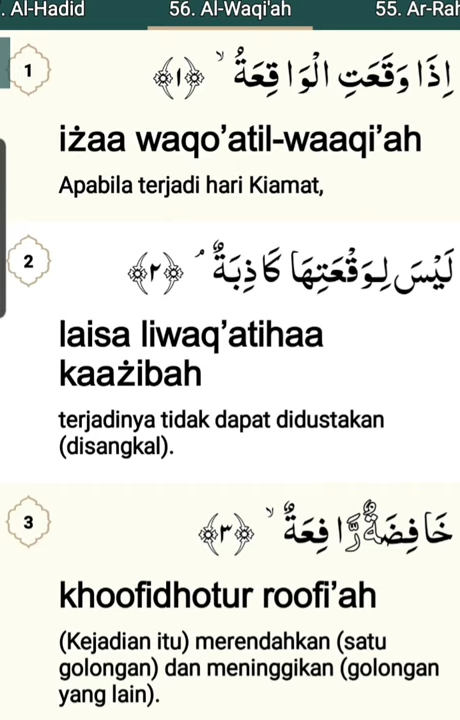 . Al-Hadid 56. Al-Waqi'ah 55. Ar-Rah
1
اِذَا وَقَعَتِ الْوَاقِعَةُۙ ﴿١﴾
iżaa waqo’atil-waaqi’ah
Apabila terjadi hari Kiamat,
2
لَيْسَ لِوَقْعَتِهَا كَاذِبَةٌ ۘ ﴿٢﴾
laisa liwaq’atihaa
kaażibah
terjadinya tidak dapat didustakan
(disangkal).
3
خَافِضَةٌ رَّافِعَةٌ ۙ ﴿٣﴾
khoofidhotur roofi’ah
(Kejadian itu) merendahkan (satu
golongan) dan meninggikan (golongan
yang lain).